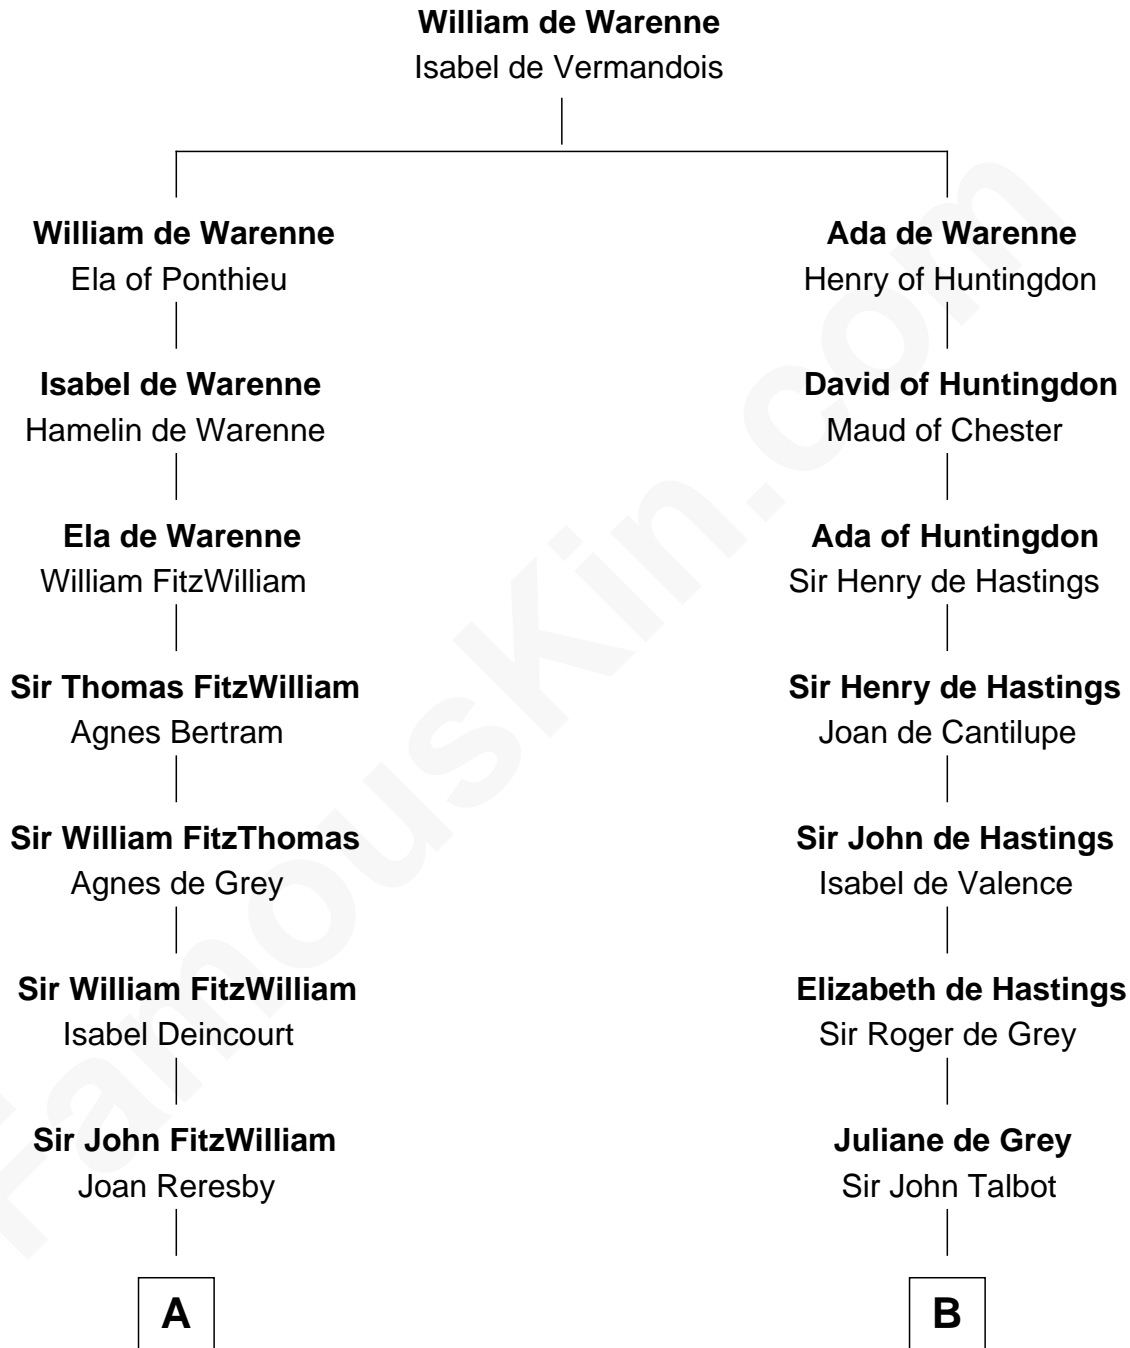 William de Warenne
Isabel de Vermandois
William de Warenne
Ela of Ponthieu
Isabel de Warenne
Hamelin de Warenne
Ela de Warenne
William FitzWilliam
Sir Thomas FitzWilliam
Agnes Bertram
Sir William FitzThomas
Agnes de Grey
Sir William FitzWilliam
Isabel Deincourt
Sir John FitzWilliam
Joan Reresby
A
Ada de Warenne
Henry of Huntingdon
David of Huntingdon
Maud of Chester
Ada of Huntingdon
Sir Henry de Hastings
Sir Henry de Hastings
Joan de Cantilupe
Sir John de Hastings
Isabel de Valence
Elizabeth de Hastings
Sir Roger de Grey
Juliane de Grey
Sir John Talbot
B
FamousKin.com